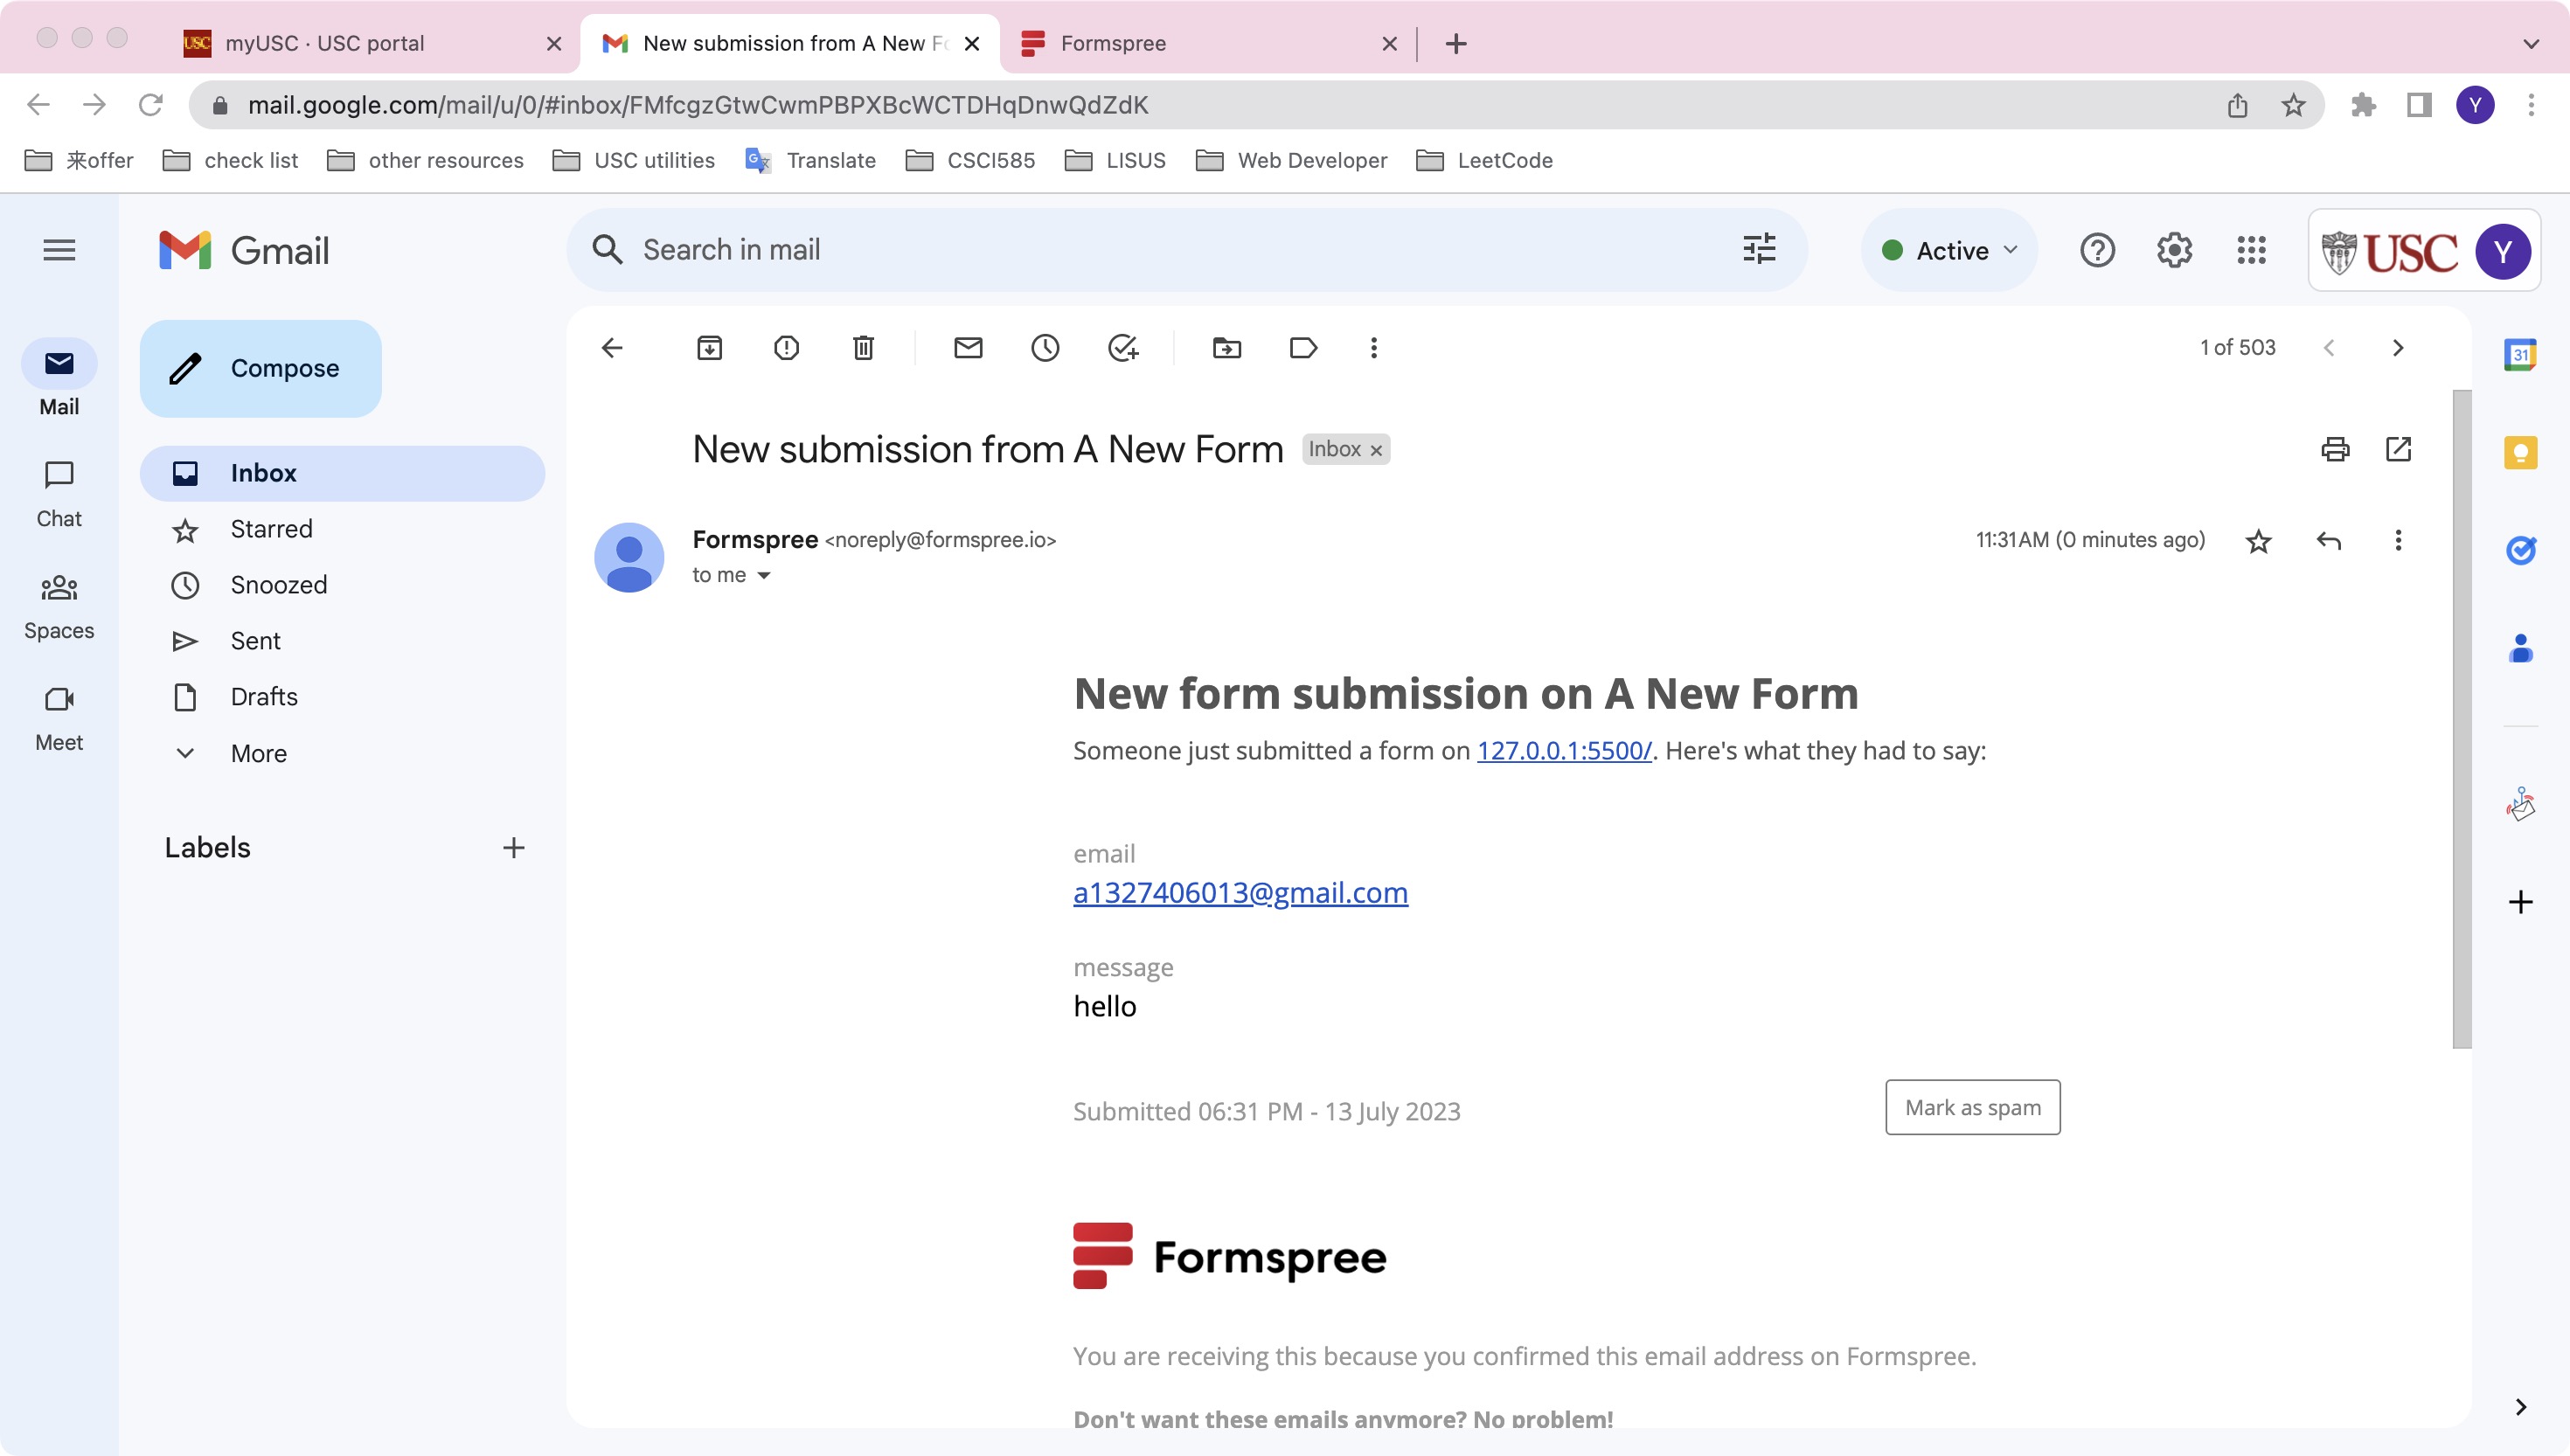 myUSC · USC portal
New submission from A New Fo
Formspree
mail.google.com/mail/u/0/#inbox/FMfcgzGtwCwmPBPXBcWCTDHqDnwQdZdK
Y
来offer
check list
other resources
USC utilities
Translate
CSCI585
LISUS
Web Developer
LeetCode
Gmail
Search in mail
Active
USC
Y
Compose
Mail
Chat
Spaces
Meet
Inbox
Starred
Snoozed
Sent
Drafts
More
Labels
1 of 503
New submission from A New Form
Inbox
Formspree <noreply@formspree.io>
11:31 AM (0 minutes ago)
to me
New form submission on A New Form
Someone just submitted a form on 127.0.0.1:5500/. Here's what they had to say:
email
a1327406013@gmail.com
message
hello
Submitted 06:31 PM - 13 July 2023
Mark as spam
Formspree
You are receiving this because you confirmed this email address on Formspree.
Don't want these emails anymore? No problem!
31